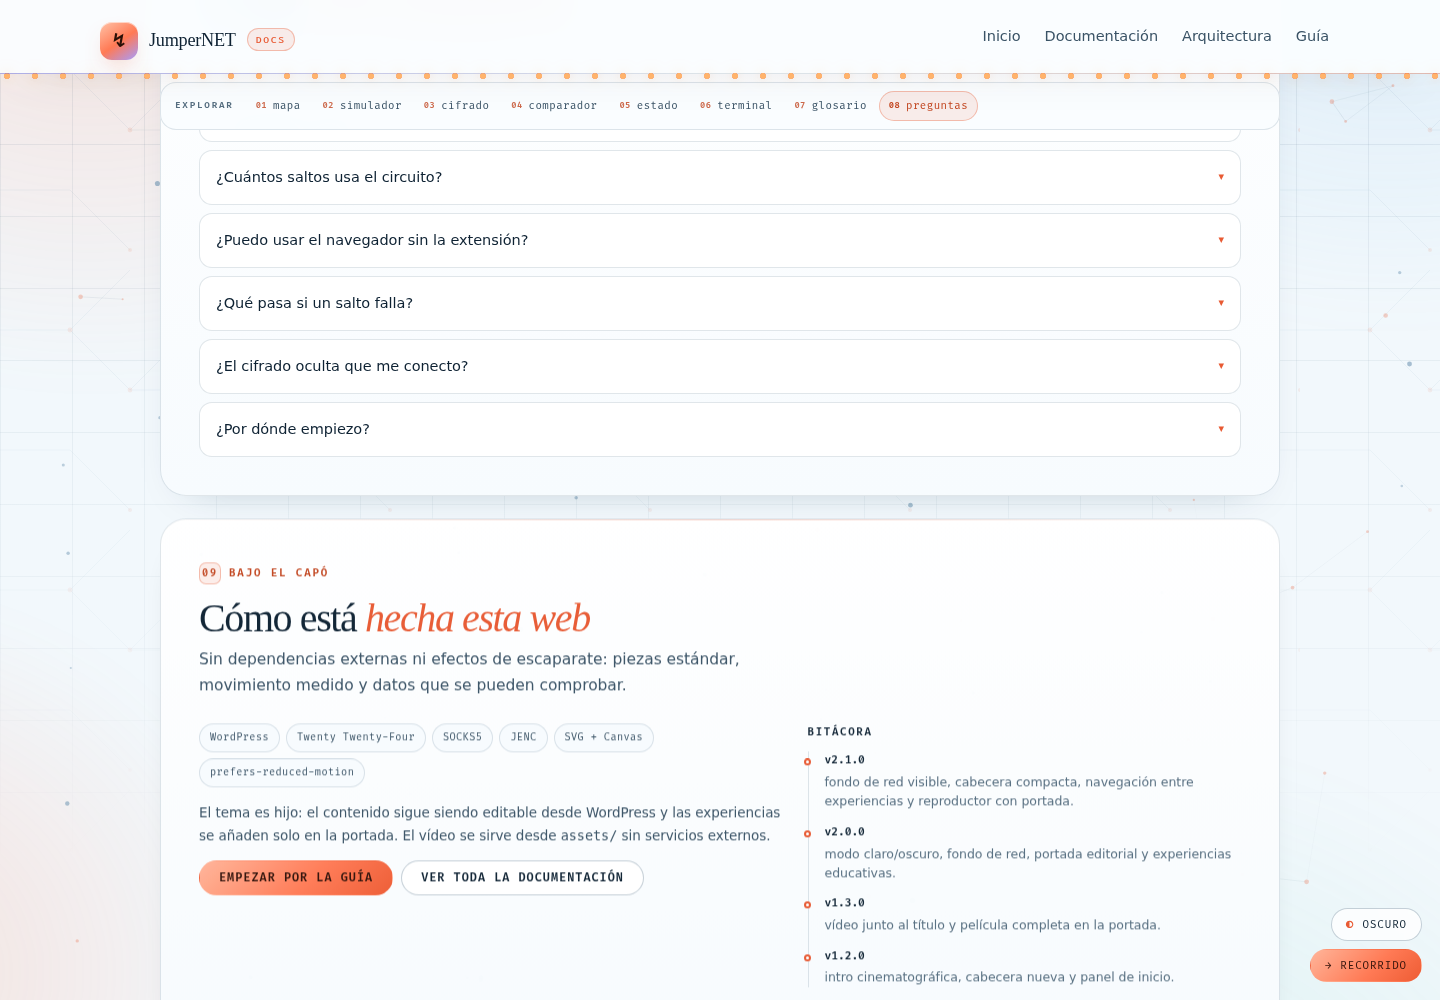 JumperNET DOCS
Inicio Documentación Arquitectura Guía
EXPLORAR 01 mapa 02 simulador 03 cifrado 04 comparador 05 estado 06 terminal 07 glosario 08 preguntas
¿Cuántos saltos usa el circuito?
¿Puedo usar el navegador sin la extensión?
¿Qué pasa si un salto falla?
¿El cifrado oculta que me conecto?
¿Por dónde empiezo?
09 BAJO EL CAPÓ
Cómo está hecha esta web
Sin dependencias externas ni efectos de escaparate: piezas estándar,
movimiento medido y datos que se pueden comprobar.
WordPress Twenty Twenty-Four SOCKS5 JENC SVG + Canvas
prefers-reduced-motion
El tema es hijo: el contenido sigue siendo editable desde WordPress y las experiencias
se añaden solo en la portada. El vídeo se sirve desde assets/ sin servicios externos.
EMPEZAR POR LA GUÍA VER TODA LA DOCUMENTACIÓN
BITÁCORA
v2.1.0
fondo de red visible, cabecera compacta, navegación entre
experiencias y reproductor con portada.
v2.0.0
modo claro/oscuro, fondo de red, portada editorial y experiencias
educativas.
v1.3.0
vídeo junto al título y película completa en la portada.
v1.2.0
intro cinematográfica, cabecera nueva y panel de inicio.
OSCURO
→ RECORRIDO